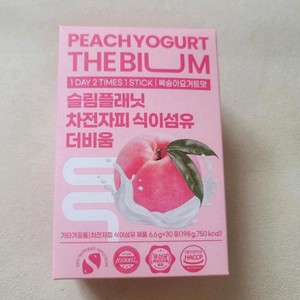 PEACH YOGURT
THE BIUM
1 DAY 2 TIMES 1 STICK | 복숭아요거트맛
슬림플래닛
차전자피 식이섬유
더비움
기타가공품 | 차전자피 식이섬유 제품 6.6g×30포(198g, 750 kcal)
HACCP